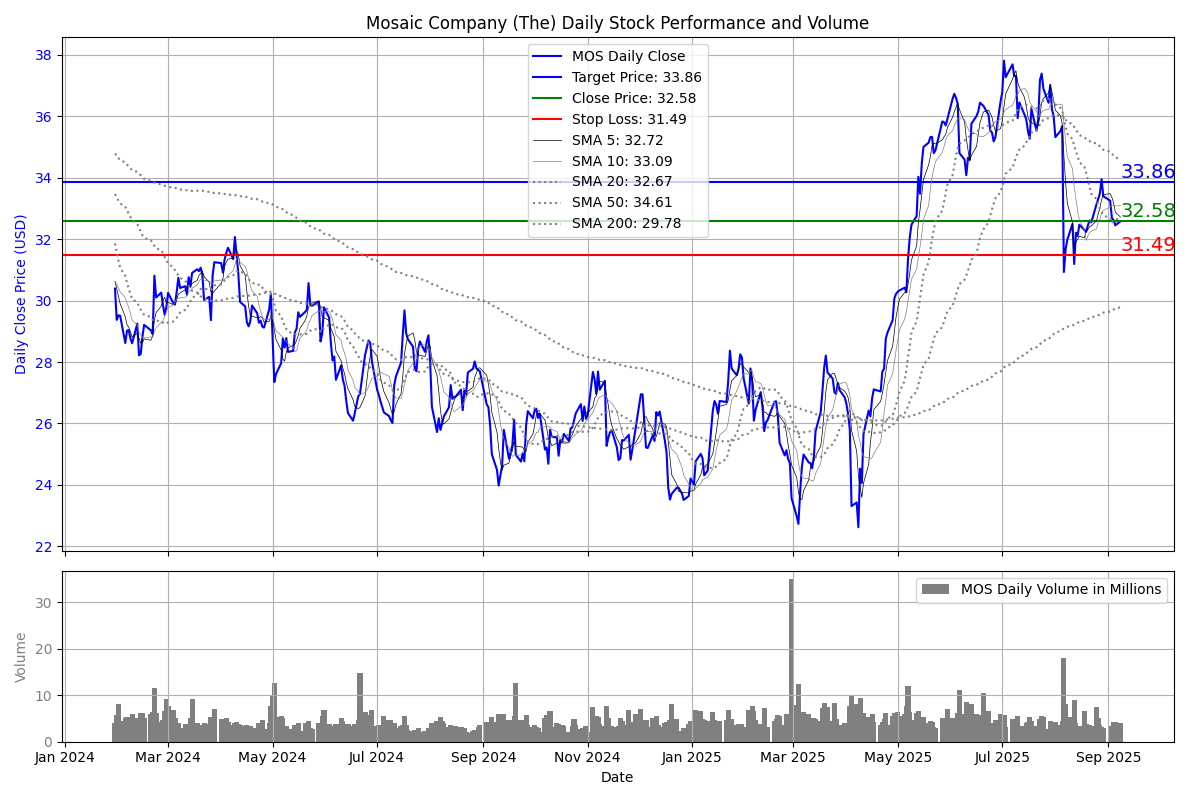 Mosaic Company (The) Daily Stock Performance and Volume
Daily Close Price (USD)
38
36
34
32
30
28
26
24
22
MOS Daily Close
Target Price: 33.86
Close Price: 32.58
Stop Loss: 31.49
SMA 5: 32.72
SMA 10: 33.09
SMA 20: 32.67
SMA 50: 34.61
SMA 200: 29.78
33.86
32.58
31.49
Volume
30
20
10
0
MOS Daily Volume in Millions
Jan 2024 Mar 2024 May 2024 Jul 2024 Sep 2024 Nov 2024 Jan 2025 Mar 2025 May 2025 Jul 2025 Sep 2025
Date